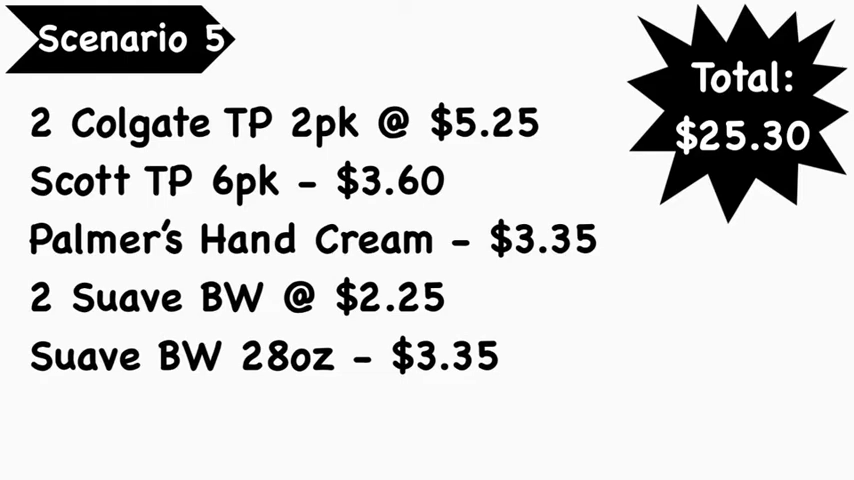 Scenario 5
Total:
$25.30
2 Colgate TP 2pk @ $5.25
Scott TP 6pk - $3.60
Palmer's Hand Cream - $3.35
2 Suave BW @ $2.25
Suave BW 28oz - $3.35